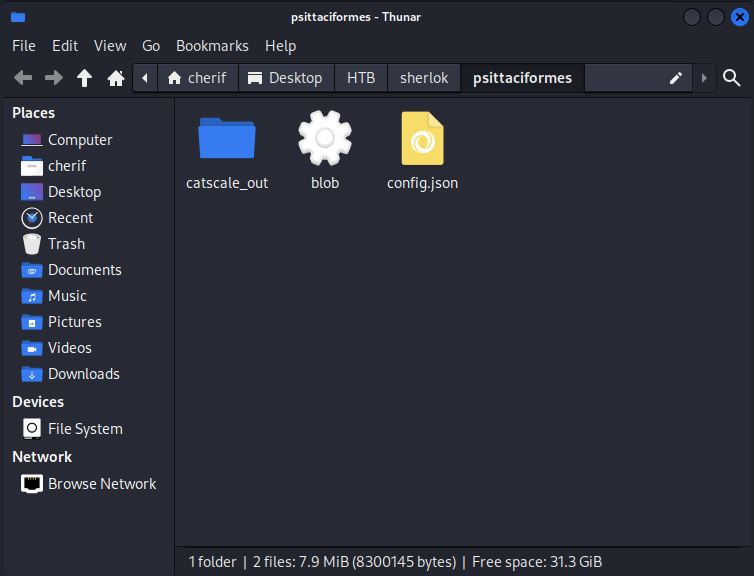 psittaciformes - Thunar
File Edit View Go Bookmarks Help
cherif Desktop HTB sherlok psittaciformes
Places
Computer
cherif
Desktop
Recent
Trash
Documents
Music
Pictures
Videos
Downloads
Devices
File System
Network
Browse Network
catscale_out blob config.json
1 folder | 2 files: 7.9 MiB (8300145 bytes) | Free space: 31.3 GiB